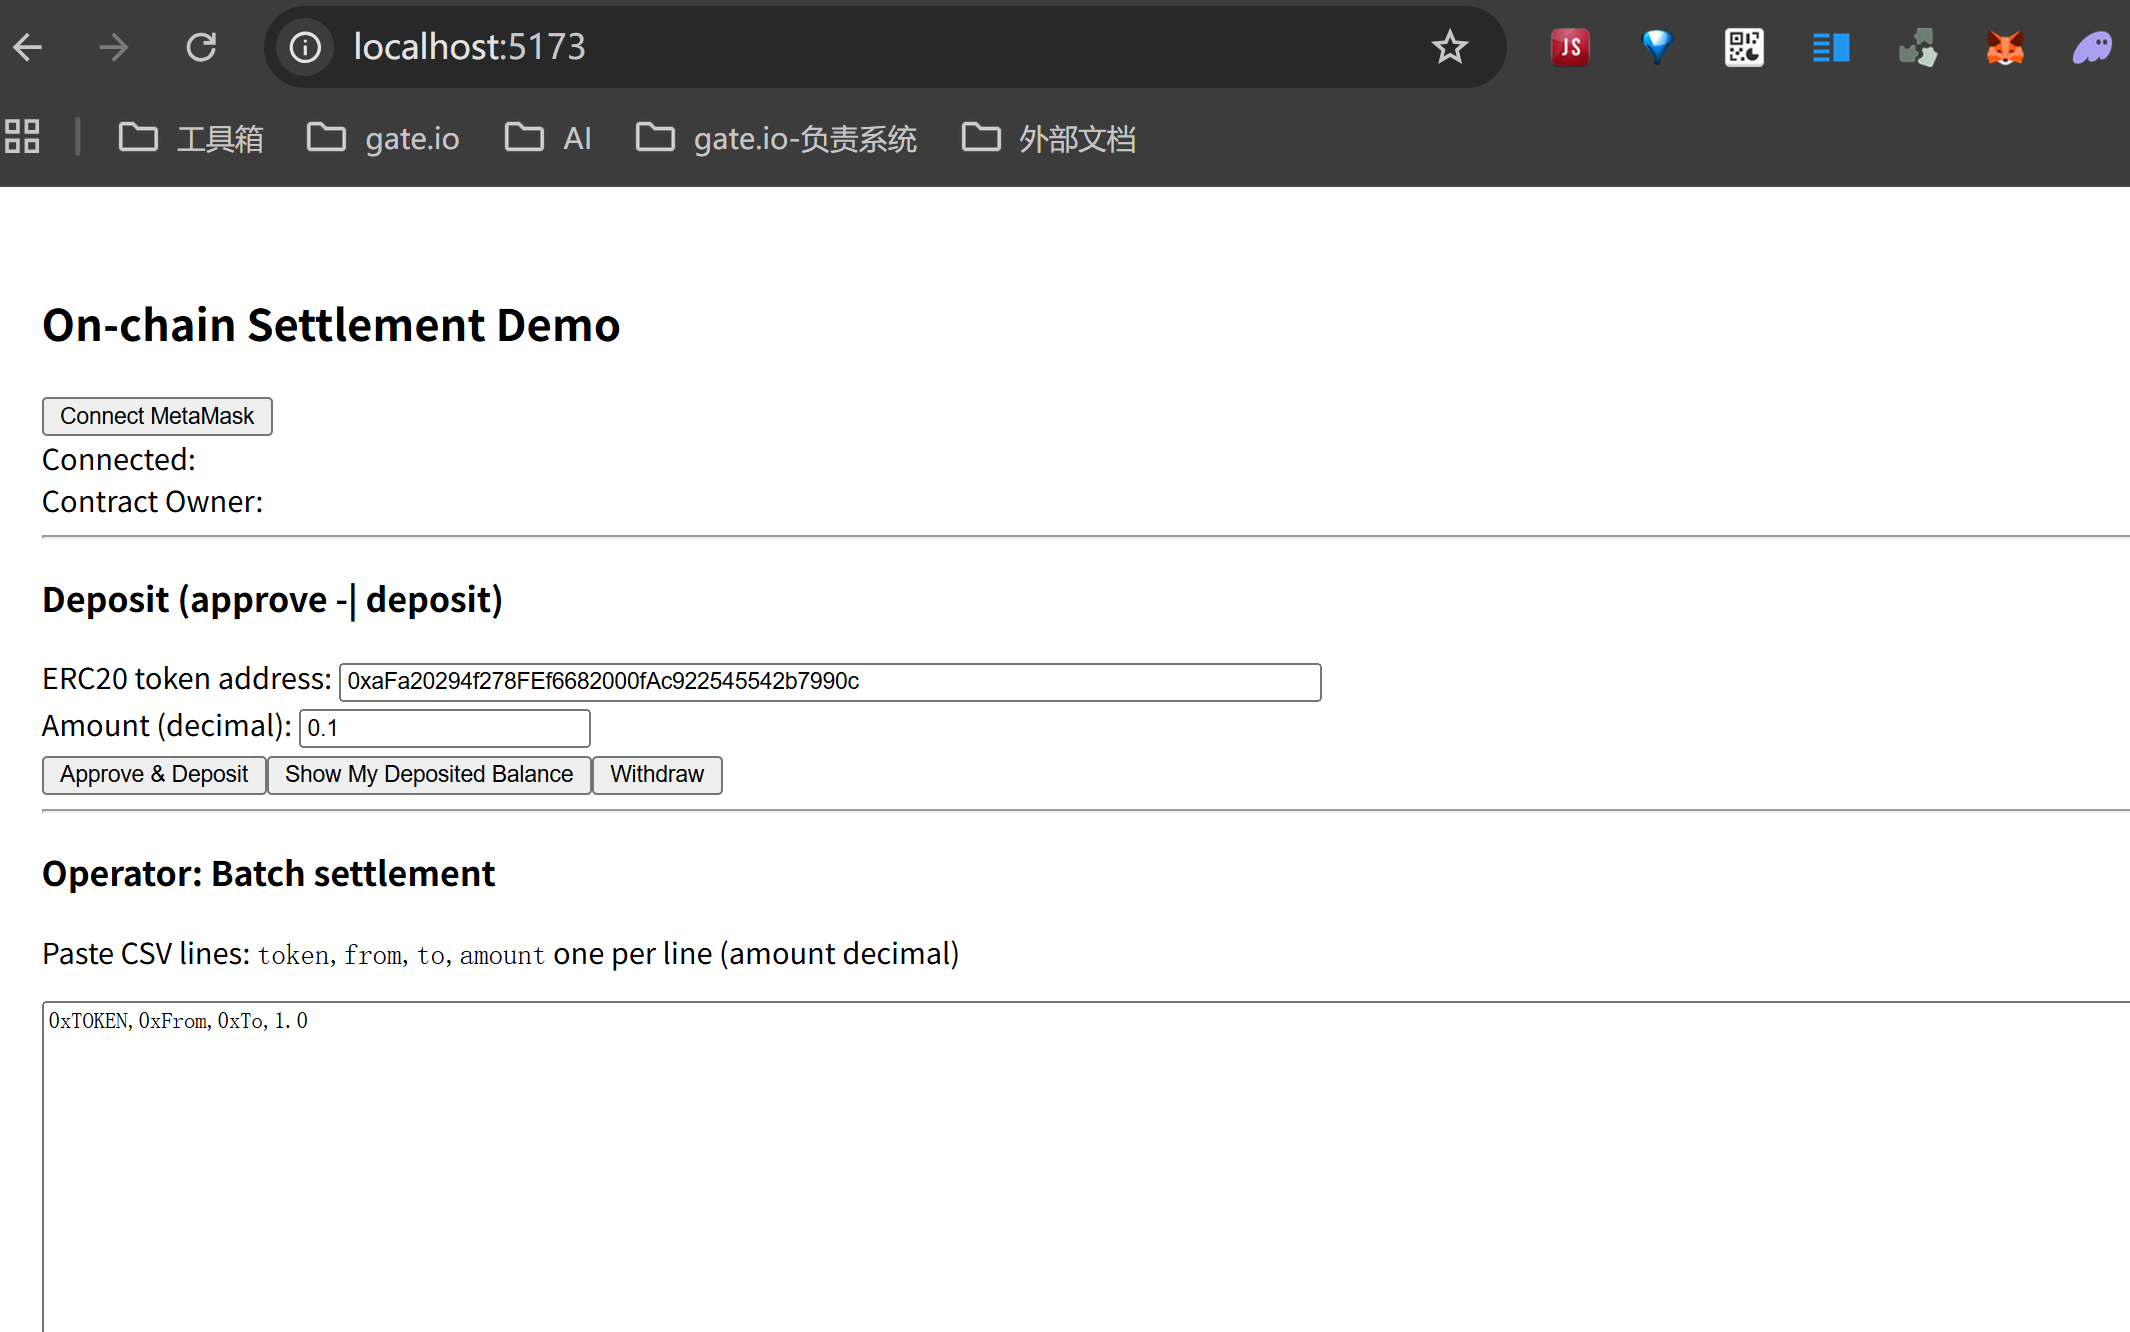 localhost:5173
JS
工具箱 gate.io AI gate.io-负责系统 外部文档
On-chain Settlement Demo
Connect MetaMask
Connected:
Contract Owner:
Deposit (approve -| deposit)
ERC20 token address: 0xaFa20294f278FEf6682000fAc922545542b7990c
Amount (decimal): 0.1
Approve & Deposit Show My Deposited Balance Withdraw
Operator: Batch settlement
Paste CSV lines: token, from, to, amount one per line (amount decimal)
0xTOKEN,0xFrom,0xTo,1.0